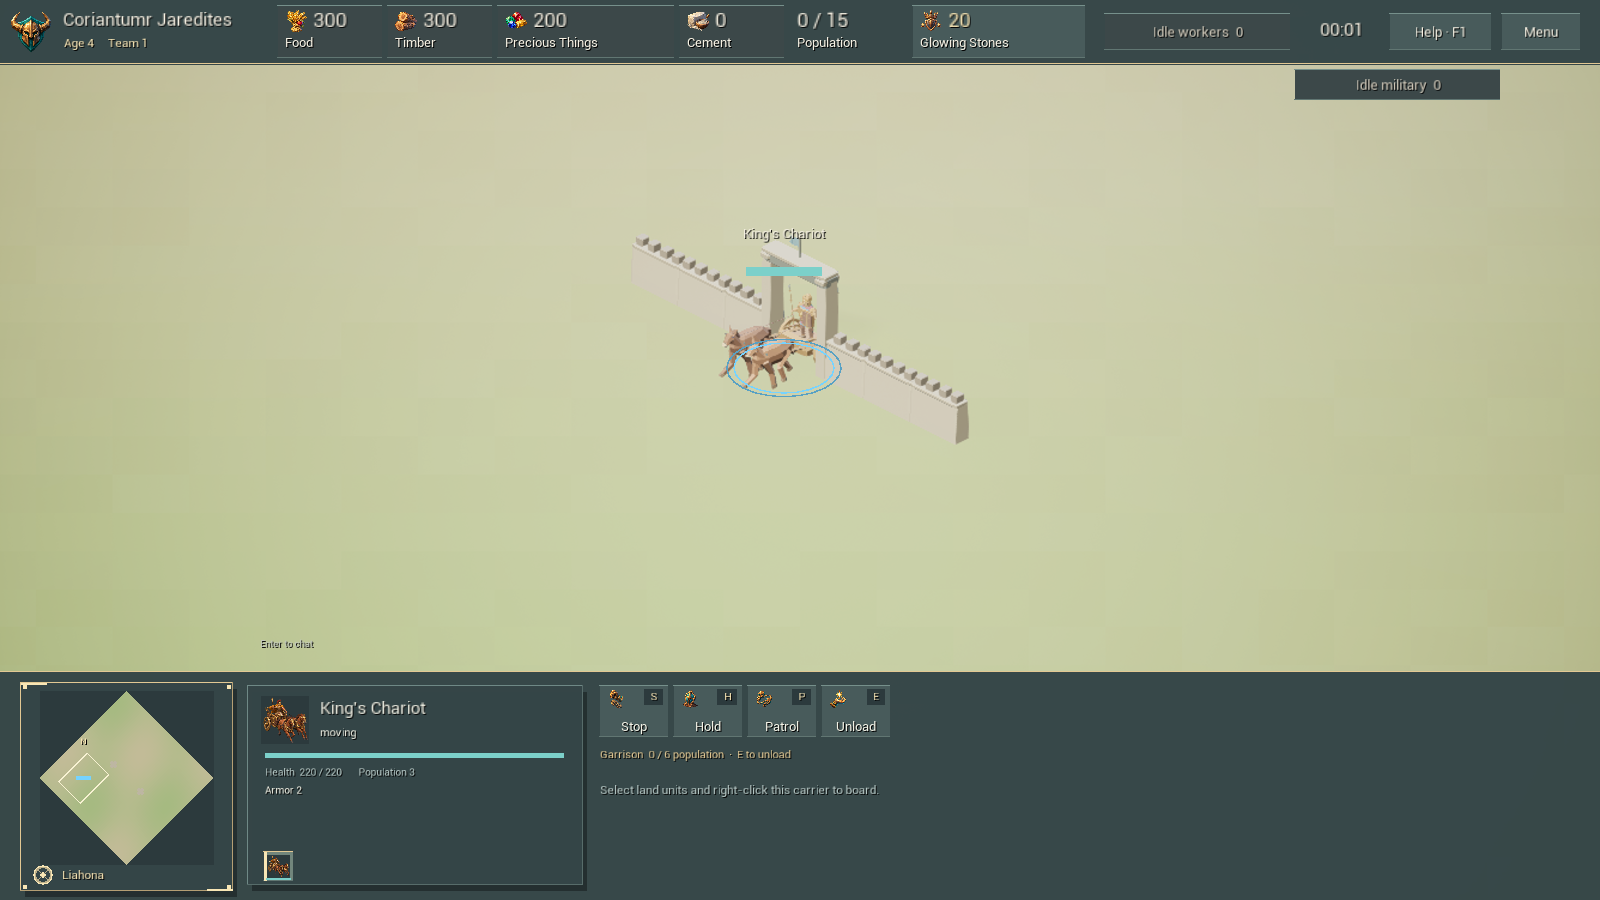 Coriantumr Jaredites
Age 4 Team 1
300
Food
300
Timber
200
Precious Things
0
Cement
0 / 15
Population
20
Glowing Stones
Idle workers 0
00:01
Help · F1
Menu
Idle military 0
King's Chariot
Enter to chat
N
Liahona
King's Chariot
moving
Health 220 / 220 Population 3
Armor 2
S
Stop
H
Hold
P
Patrol
E
Unload
Garrison 0 / 6 population · E to unload
Select land units and right-click this carrier to board.